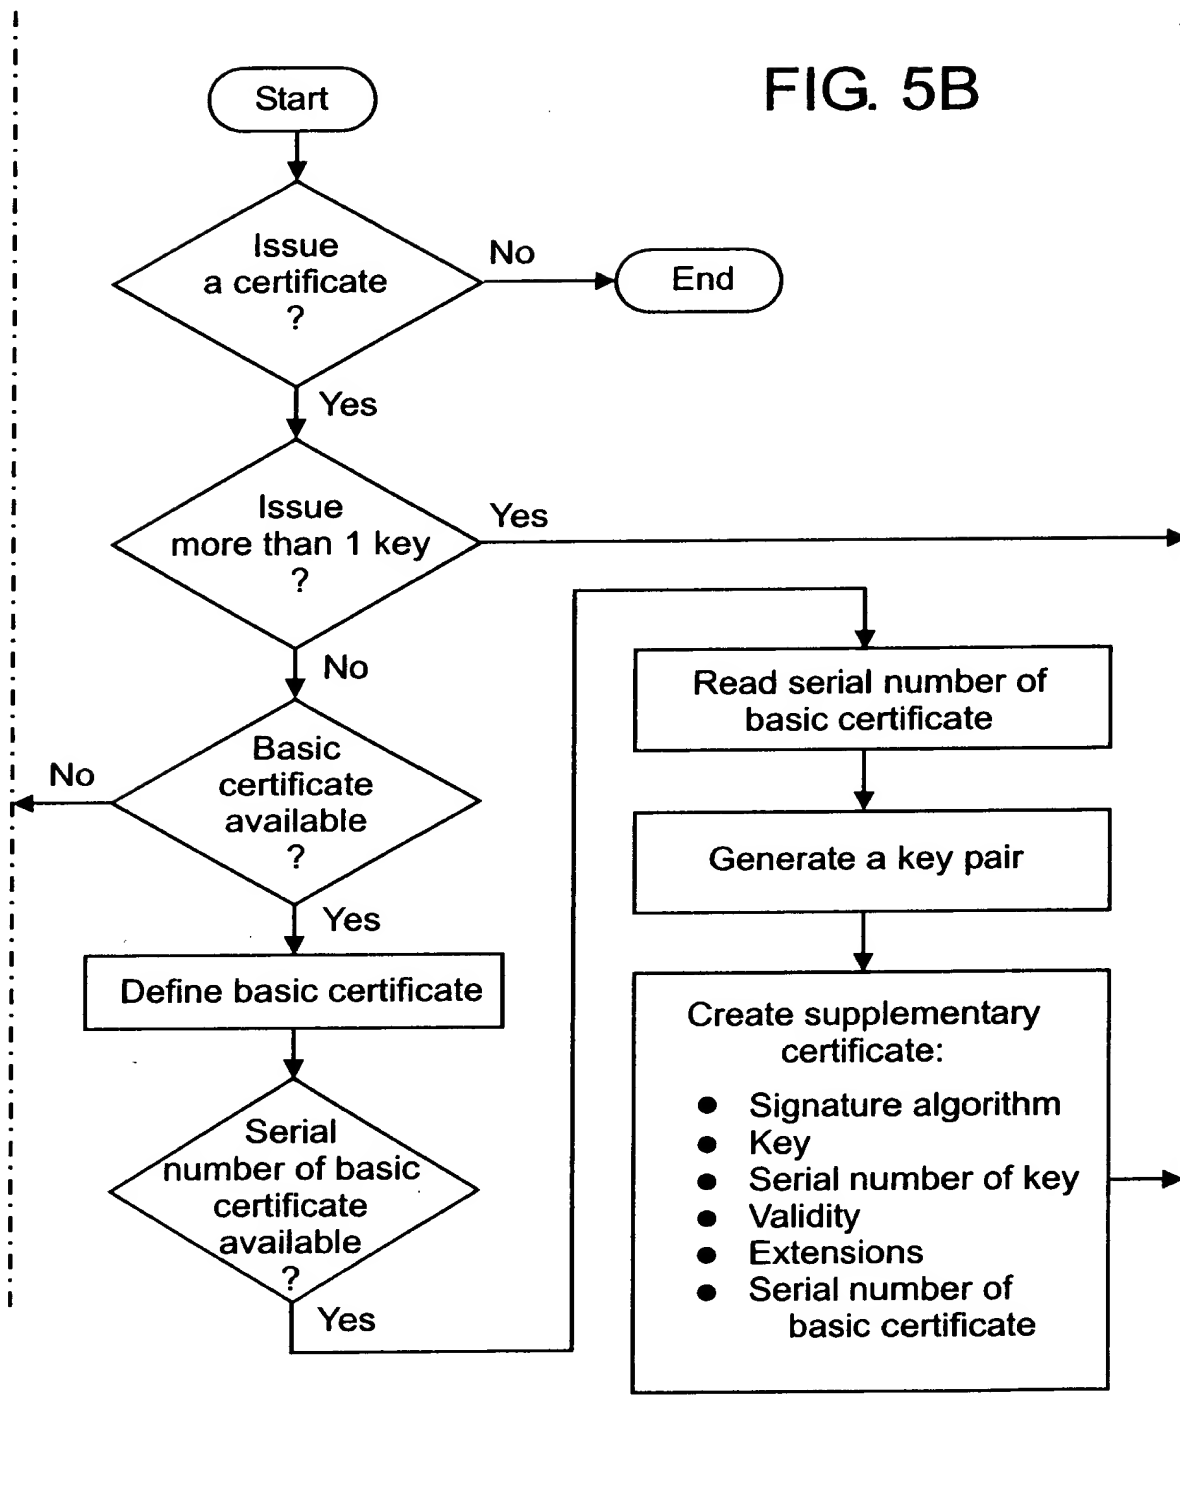 FIG. 5B
Start
Issue
a certificate
?
No
End
Yes
Issue
more than 1 key
?
Yes
No
Basic
certificate
available
?
No
Yes
Define basic certificate
Serial
number of basic
certificate
available
?
Yes
Read serial number of
basic certificate
Generate a key pair
Create supplementary
certificate:
● Signature algorithm
● Key
● Serial number of key
● Validity
● Extensions
● Serial number of
basic certificate